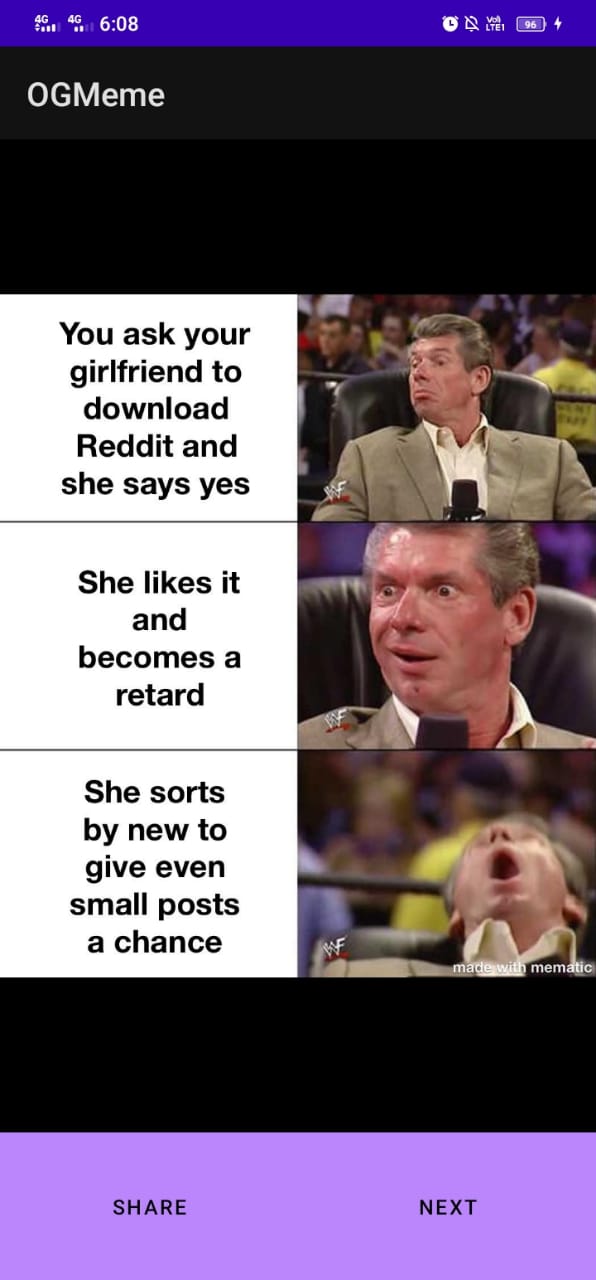 4G 4G 6:08 Vo) LTE1 96
OGMeme
You ask your
girlfriend to
download
Reddit and
she says yes
She likes it
and
becomes a
retard
She sorts
by new to
give even
small posts
a chance
made with mematic
SHARE NEXT